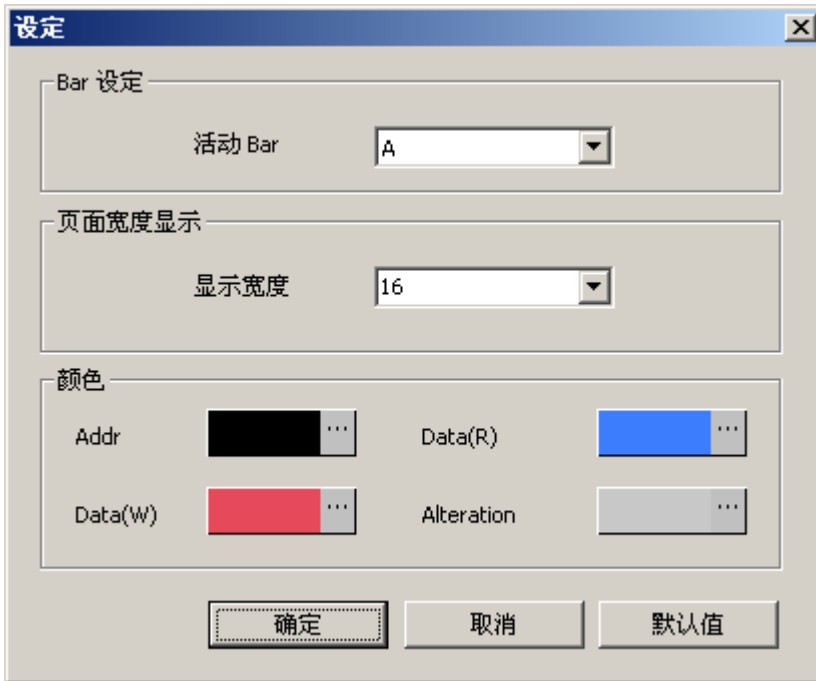 设定
Bar 设定
活动 Bar
A
页面宽度显示
显示宽度
16
颜色
Addr ... Data(R) ...
Data(W) ... Alteration ...
确定 取消 默认值